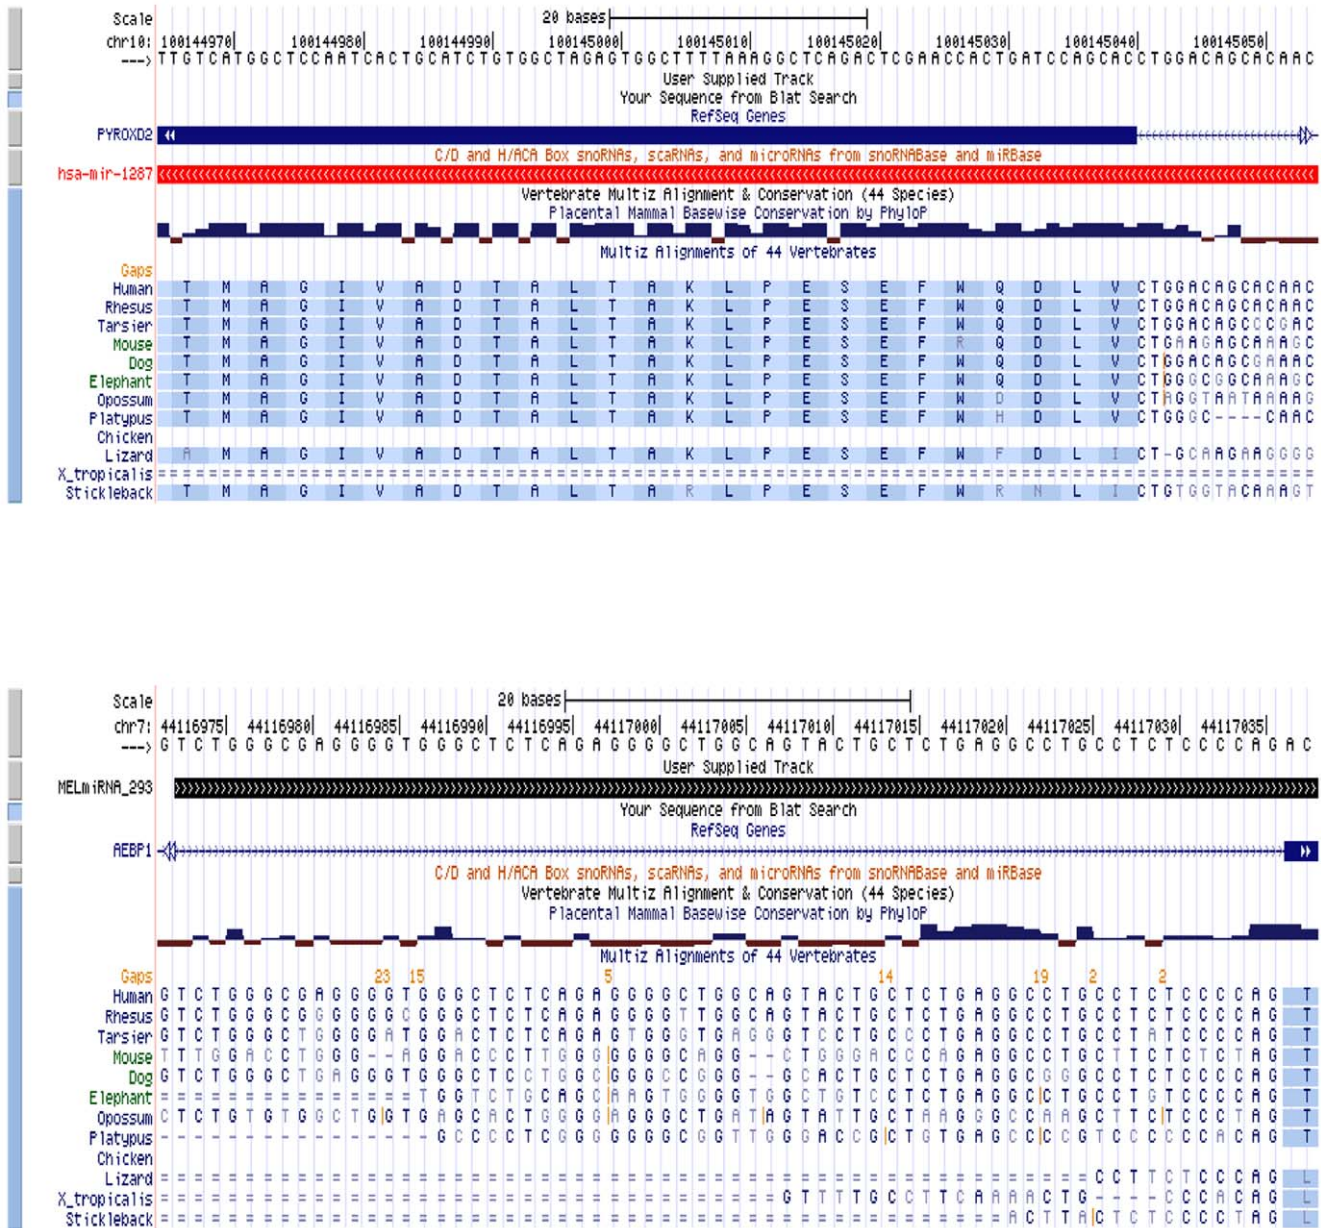 Scale 20 bases
chr10: 100144970 100144980 100144990 100145000 100145010 100145020 100145030 100145040 100145050
---> TTGTCATGGCTCCAATCACTGCATCTGTGGCTAGAGTGGCTTTTAAAGGCTCAGACTCGAACCACTGATCCAGCACCTGGACAGCACAAC
User Supplied Track
Your Sequence from Blat Search
RefSeq Genes
PYROXD2
C/D and H/ACA Box snoRNAs, scaRNAs, and microRNAs from snoRNABase and miRBase
hsa-mir-1287
Vertebrate Multiz Alignment & Conservation (44 Species)
Placental Mammal Basewise Conservation by PhyloP
Multiz Alignments of 44 Vertebrates
Gaps
Human T M A G I V A D T A L T A K L P E S E F W Q D L V CTGGACAGCACAAC
Rhesus T M A G I V A D T A L T A K L P E S E F W Q D L V CTGGACAGCACAAC
Tarsier T M A G I V A D T A L T A K L P E S E F W Q D L V CTGGACAGCCCGAC
Mouse T M A G I V A D T A L T A K L P E S E F R Q D L V CTGAAGAGCAAAGC
Dog T M A G I V A D T A L T A K L P E S E F W Q D L V CTGGACAGCGAAAC
Elephant T M A G I V A D T A L T A K L P E S E F W Q D L V CTGGGCGGCAAAGC
Opossum T M A G I V A D T A L T A K L P E S E F W D D L V CTAGGTAATAAAAG
Platypus T M A G I V A D T A L T A K L P E S E F W H D L V CTGGGC----CAAC
Chicken
Lizard A M A G I V A D T A L T A K L P E S E F W F D L I CT-GCAAGAAGGGG
X_tropicalis
Stickleback T M A G I V A D T A L T A R L P E S E F W R N L I CTGTGGTACAAAGT
Scale 20 bases
chr7: 44116975 44116980 44116985 44116990 44116995 44117000 44117005 44117010 44117015 44117020 44117025 44117030 44117035
---> GTCTGGGCGAGGGGTGGGCTCTCAGAGGGGCTGGCAGTACTGCTCTGAGGCCTGCCTCTCCCCAGAC
User Supplied Track
MELmiRNA_293
Your Sequence from Blat Search
RefSeq Genes
AEBP1
C/D and H/ACA Box snoRNAs, scaRNAs, and microRNAs from snoRNABase and miRBase
Vertebrate Multiz Alignment & Conservation (44 Species)
Placental Mammal Basewise Conservation by PhyloP
Multiz Alignments of 44 Vertebrates
Gaps 23 15 5 14 19 2 2
Human GTCTGGGCGAGGGGTGGGCTCTCAGAGGGGCTGGCAGTACTGCTCTGAGGCCTGCCTCTCCCCAG T
Rhesus GTCTGGGCGGGGGGCGGGCTCTCAGAGGGGTTGGCAGTACTGCTCTGAGGCCTGCCTCTCCCCAG T
Tarsier GTCTGGGCTGGGGATGGACTCTCAGAGTGGGTGAGGGTCCTGCCCTGAGGCCTGCCTATCCCCAG T
Mouse TTTGGACCTGGG--AGGACCCTTGGGGGGGCAGG--CTGGGACCCAGAGGCCTGCTTCTCTCTAG T
Dog GTCTGGGCTGAGGGTGGGCTCCTGGCGGGCCGGG--GCACTGCTCTGAGGCGGGCCTCTCCCCAG T
Elephant TGGTCTGCAGCAAGTGGGGTGGCTGTCCTCTGAGGCCTGCCTGTCCCCAG T
Opossum CTCTGTGTGGCTGGTGAGCACTGGGGAGGGCTGATAGTATTGCTAAGGGCCAAGCTTCTCCCTAG T
Platypus GCCCCTCGGGGGGGCGGTTGGGACCGCTGTGAGCCCCGTCCCCCCACAG T
Chicken
Lizard CCTTCTCCCAG L
X_tropicalis GTTTTGCCTTCAAAACTG----CCCACAG L
Stickleback ACTTACTCTCCCCTAG L